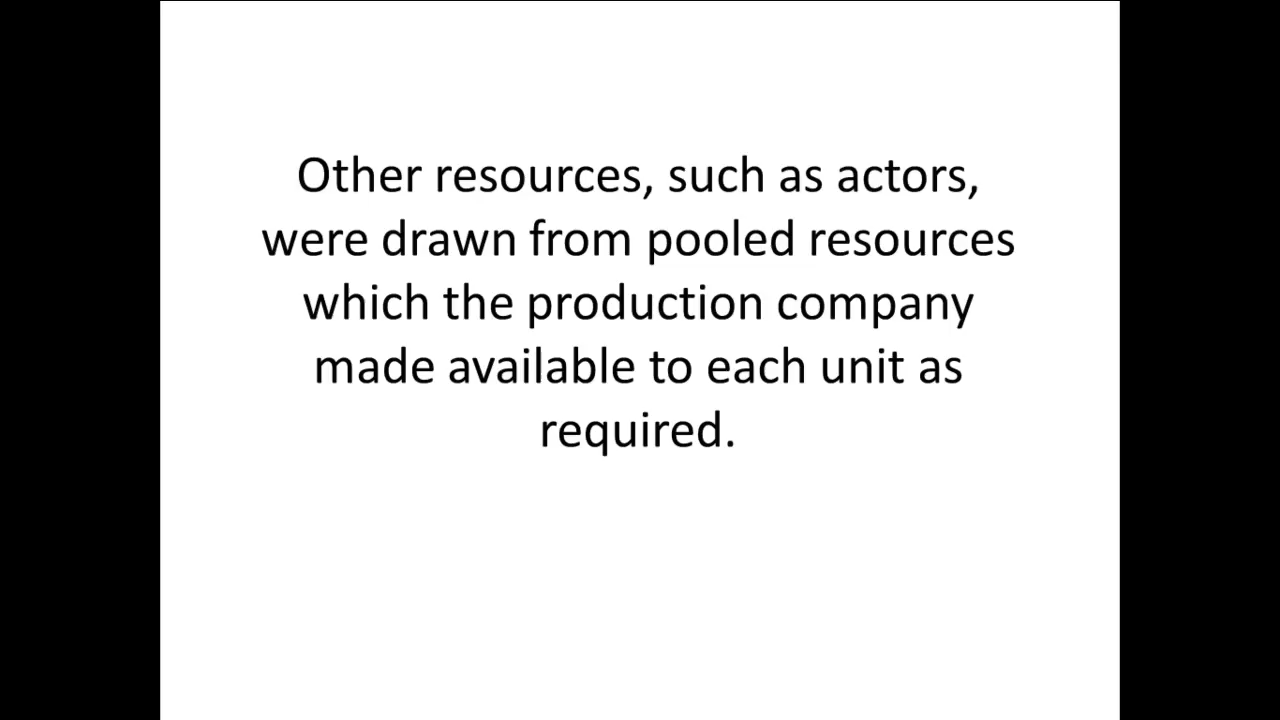 Other resources, such as actors,
were drawn from pooled resources
which the production company
made available to each unit as
required.